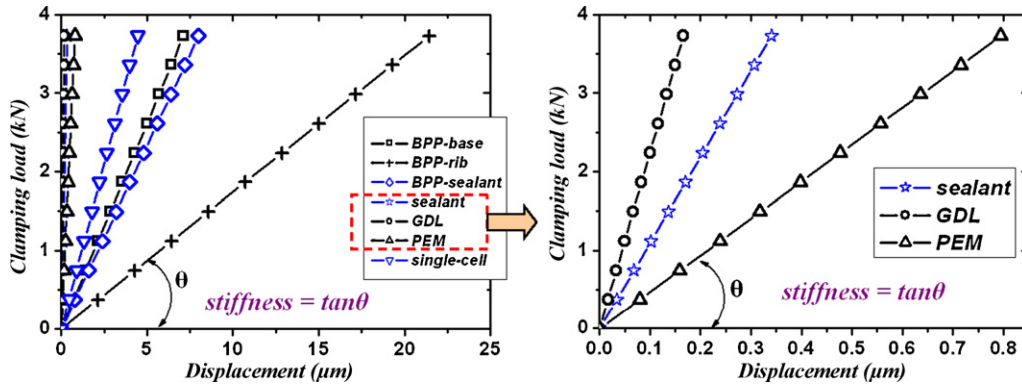 Clamping load (kN)
4
3
2
1
0
0
5
10
15
20
25
Displacement (μm)
BPP-base
BPP-rib
BPP-sealant
sealant
GDL
PEM
single-cell
θ
stiffness = tanθ
Clamping load (kN)
4
3
2
1
0
0.0
0.1
0.2
0.3
0.4
0.5
0.6
0.7
0.8
Displacement (μm)
sealant
GDL
PEM
θ
stiffness = tanθ